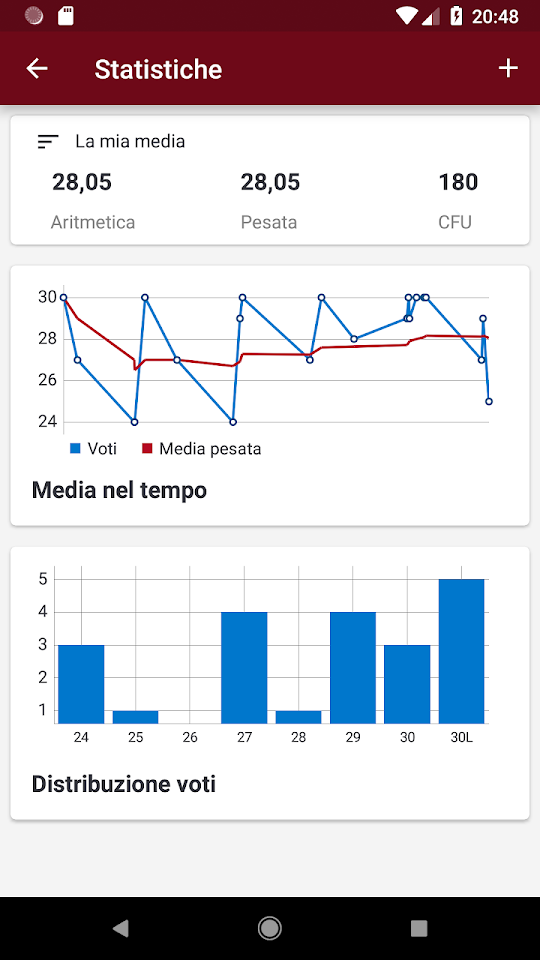 20:48
Statistiche
La mia media
28,05 28,05 180
Aritmetica Pesata CFU
30
28
26
24
Voti Media pesata
Media nel tempo
5
4
3
2
1
24 25 26 27 28 29 30 30L
Distribuzione voti